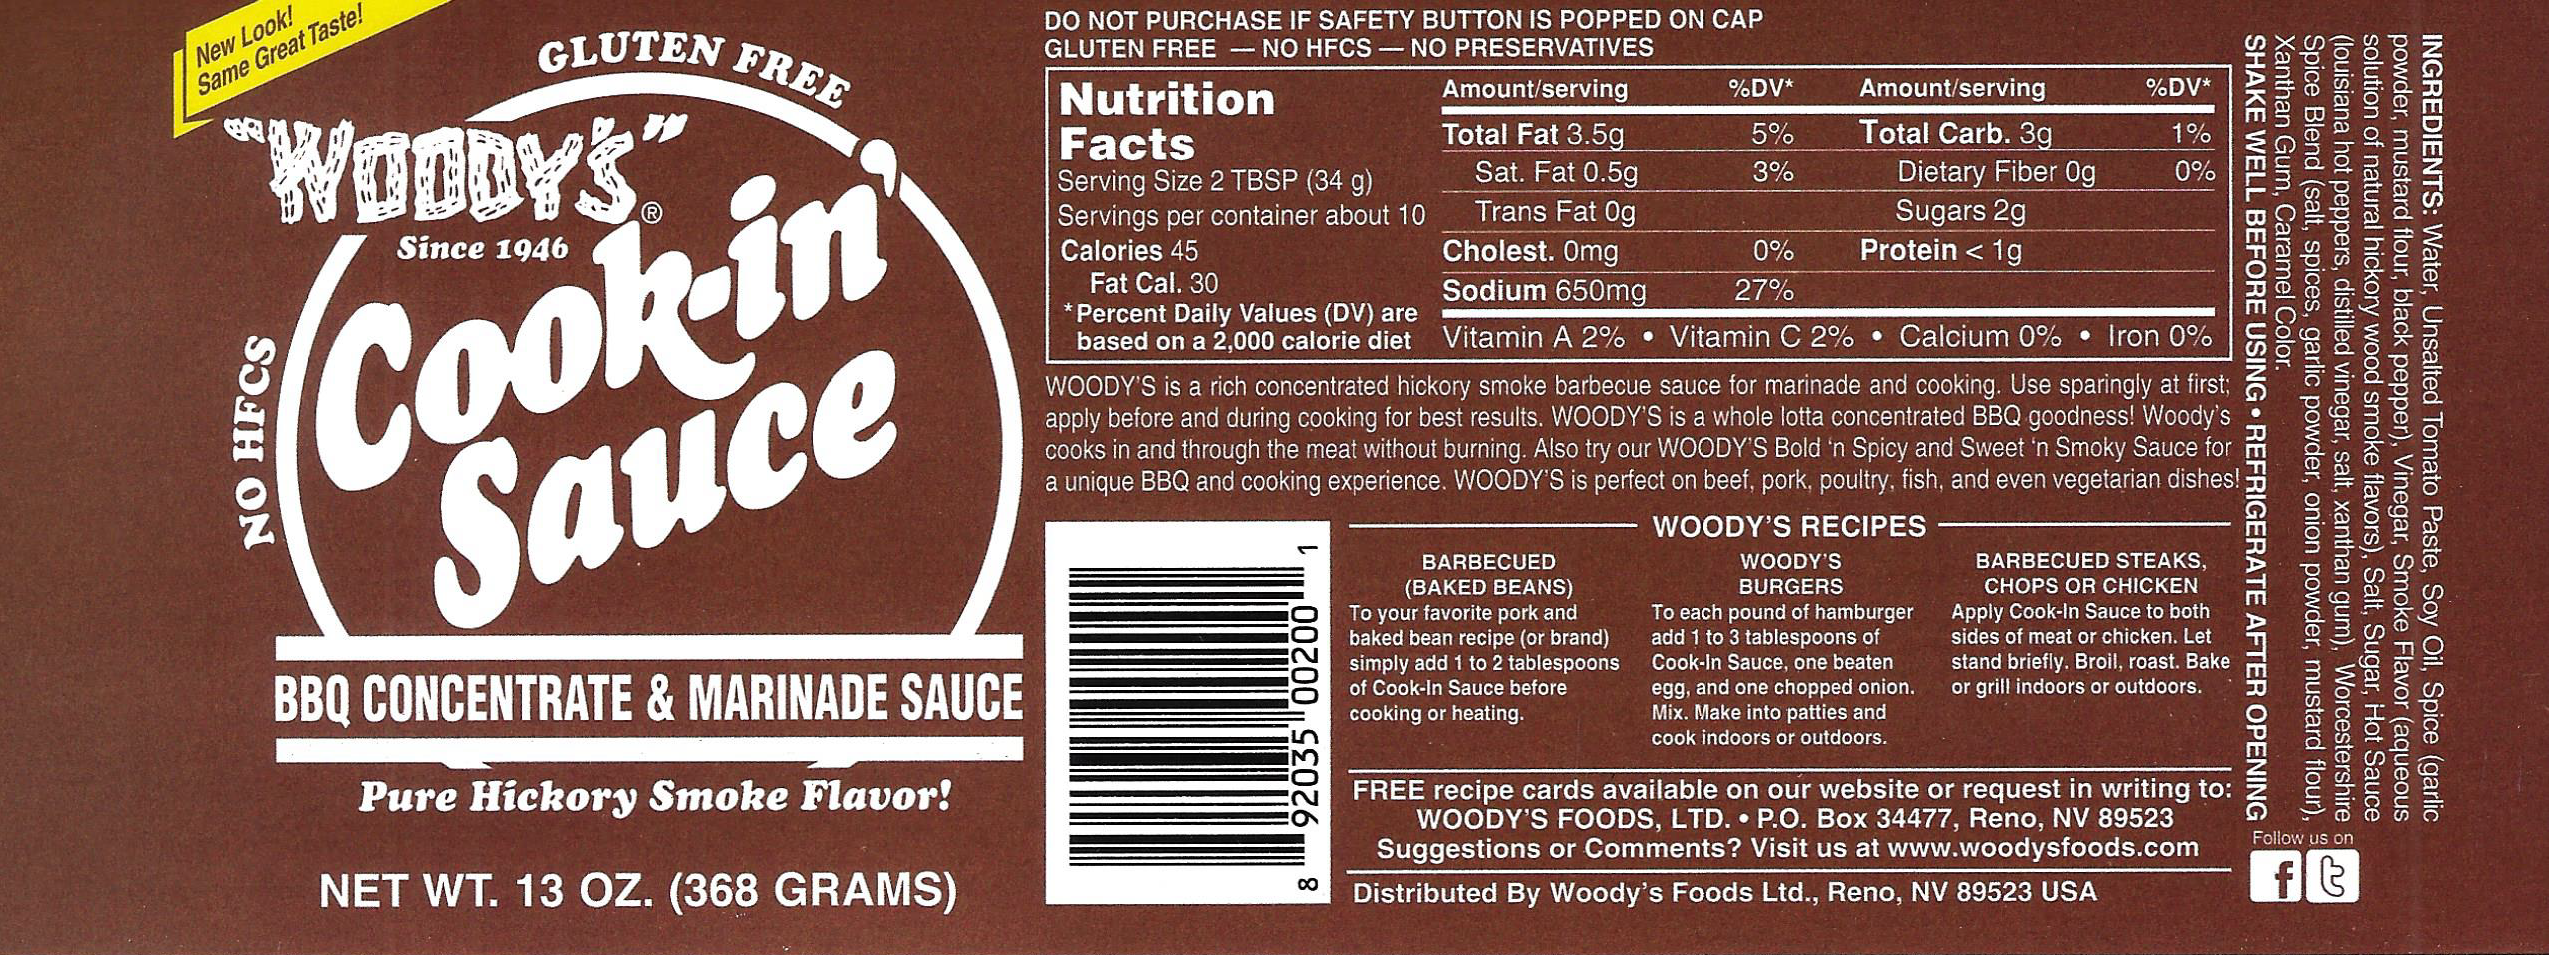 New Look!
Same Great Taste!
GLUTEN FREE
"WOODY'S"®
Since 1946
Cook-in'
Sauce
NO HFCS
BBQ CONCENTRATE & MARINADE SAUCE
Pure Hickory Smoke Flavor!
NET WT. 13 OZ. (368 GRAMS)
DO NOT PURCHASE IF SAFETY BUTTON IS POPPED ON CAP
GLUTEN FREE — NO HFCS — NO PRESERVATIVES
Nutrition
Facts
Serving Size 2 TBSP (34 g)
Servings per container about 10
Calories 45
Fat Cal. 30
*Percent Daily Values (DV) are
based on a 2,000 calorie diet
Amount/serving %DV* Amount/serving %DV*
Total Fat 3.5g 5% Total Carb. 3g 1%
Sat. Fat 0.5g 3% Dietary Fiber 0g 0%
Trans Fat 0g Sugars 2g
Cholest. 0mg 0% Protein < 1g
Sodium 650mg 27%
Vitamin A 2% • Vitamin C 2% • Calcium 0% • Iron 0%
WOODY'S is a rich concentrated hickory smoke barbecue sauce for marinade and cooking. Use sparingly at first;
apply before and during cooking for best results. WOODY'S is a whole lotta concentrated BBQ goodness! Woody's
cooks in and through the meat without burning. Also try our WOODY'S Bold 'n Spicy and Sweet 'n Smoky Sauce for
a unique BBQ and cooking experience. WOODY'S is perfect on beef, pork, poultry, fish, and even vegetarian dishes!
8 92035 00200 1
WOODY'S RECIPES
BARBECUED
(BAKED BEANS)
To your favorite pork and
baked bean recipe (or brand)
simply add 1 to 2 tablespoons
of Cook-In Sauce before
cooking or heating.
WOODY'S
BURGERS
To each pound of hamburger
add 1 to 3 tablespoons of
Cook-In Sauce, one beaten
egg, and one chopped onion.
Mix. Make into patties and
cook indoors or outdoors.
BARBECUED STEAKS,
CHOPS OR CHICKEN
Apply Cook-In Sauce to both
sides of meat or chicken. Let
stand briefly. Broil, roast. Bake
or grill indoors or outdoors.
FREE recipe cards available on our website or request in writing to:
WOODY'S FOODS, LTD. • P.O. Box 34477, Reno, NV 89523
Suggestions or Comments? Visit us at www.woodysfoods.com
Distributed By Woody's Foods Ltd., Reno, NV 89523 USA
INGREDIENTS: Water, Unsalted Tomato Paste, Soy Oil, Spice (garlic
powder, mustard flour, black pepper), Vinegar, Smoke Flavor (aqueous
solution of natural hickory wood smoke flavors), Salt, Sugar, Hot Sauce
(louisiana hot peppers, distilled vinegar, salt, xanthan gum), Worcestershire
Spice Blend (salt, spices, garlic powder, onion powder, mustard flour),
Xanthan Gum, Caramel Color.
SHAKE WELL BEFORE USING • REFRIGERATE AFTER OPENING
Follow us on
f t